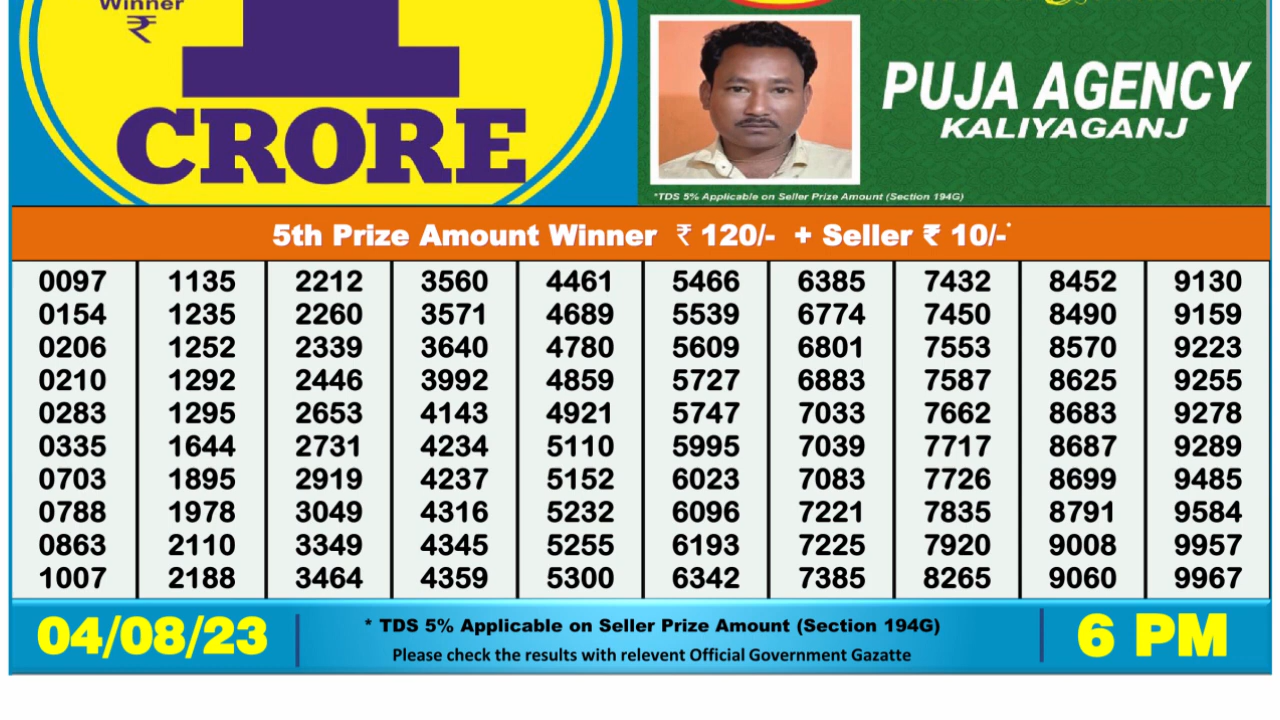 Winner
₹
1
CRORE
PUJA AGENCY
KALIYAGANJ
*TDS 5% Applicable on Seller Prize Amount (Section 194G)
5th Prize Amount Winner ₹ 120/- + Seller ₹ 10/-*
0097 1135 2212 3560 4461 5466 6385 7432 8452 9130
0154 1235 2260 3571 4689 5539 6774 7450 8490 9159
0206 1252 2339 3640 4780 5609 6801 7553 8570 9223
0210 1292 2446 3992 4859 5727 6883 7587 8625 9255
0283 1295 2653 4143 4921 5747 7033 7662 8683 9278
0335 1644 2731 4234 5110 5995 7039 7717 8687 9289
0703 1895 2919 4237 5152 6023 7083 7726 8699 9485
0788 1978 3049 4316 5232 6096 7221 7835 8791 9584
0863 2110 3349 4345 5255 6193 7225 7920 9008 9957
1007 2188 3464 4359 5300 6342 7385 8265 9060 9967
04/08/23
* TDS 5% Applicable on Seller Prize Amount (Section 194G)
Please check the results with relevent Official Government Gazatte
6 PM